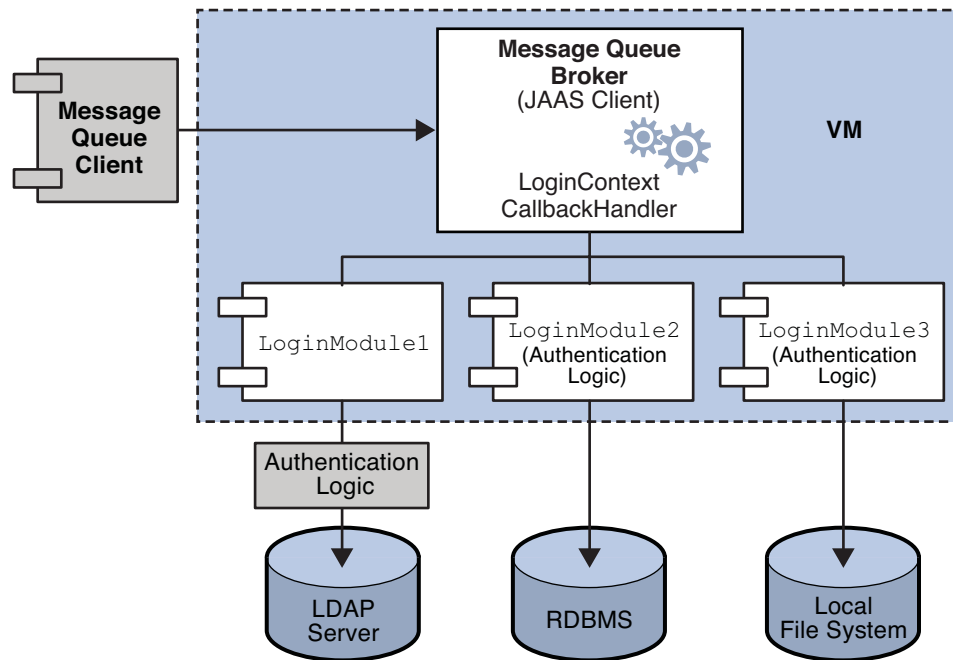 Message Queue
Broker
(JAAS Client)
Message
Queue
Client
VM
LoginContext
CallbackHandler
LoginModule1
LoginModule2
(Authentication
Logic)
LoginModule3
(Authentication
Logic)
Authentication
Logic
LDAP
Server
RDBMS
Local
File System